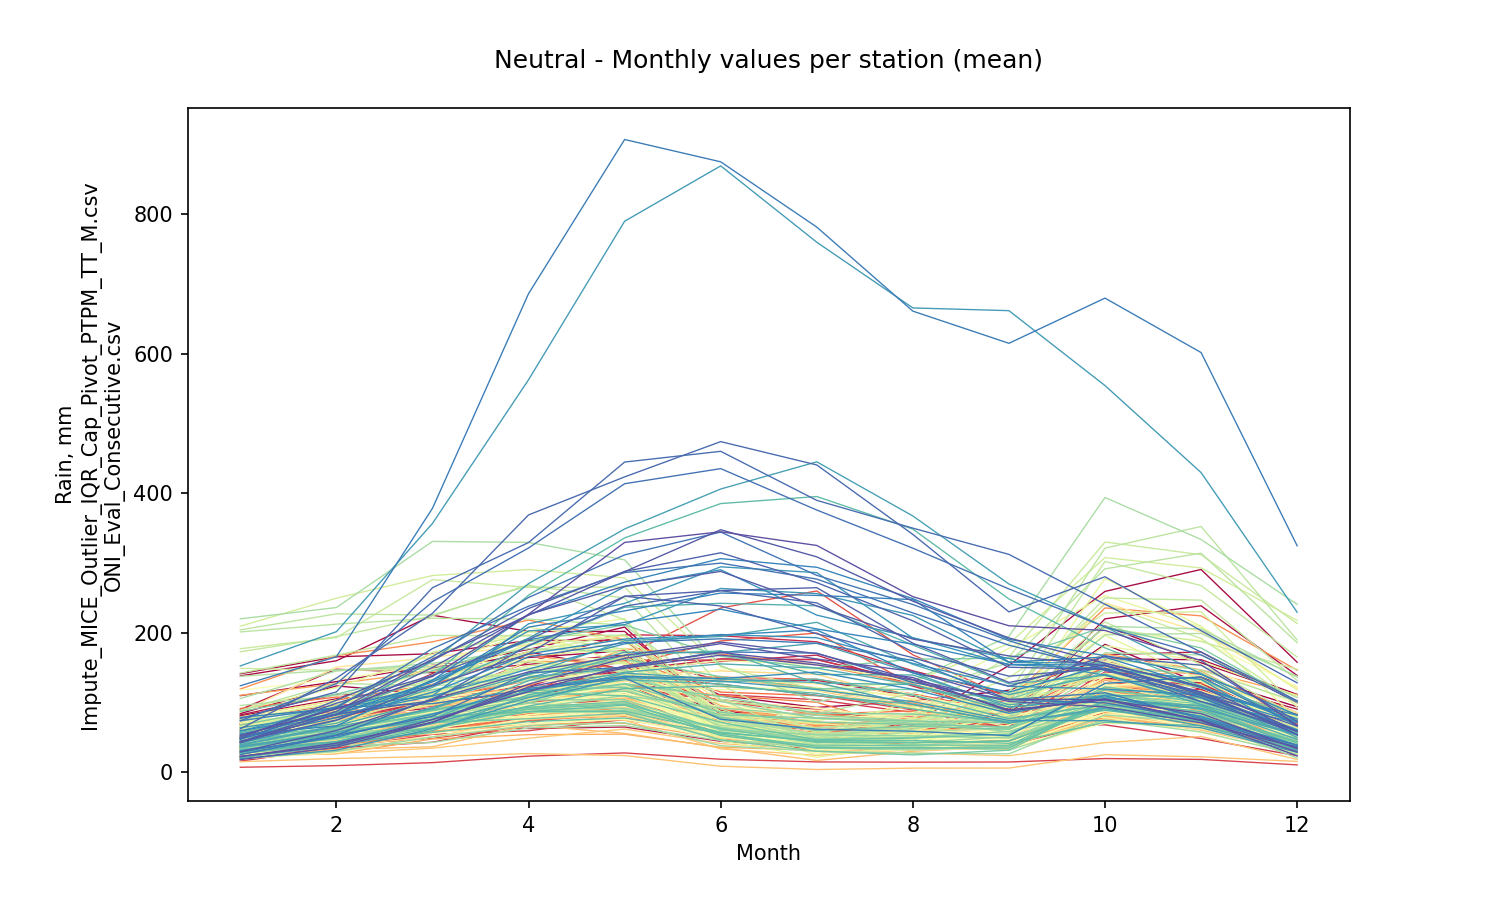 Neutral - Monthly values per station (mean)
Rain, mm
Impute_MICE_Outlier_IQR_Cap_Pivot_PTPM_TT_M.csv
ONI_Eval_Consecutive.csv
800
600
400
200
0
2 4 6 8 10 12
Month